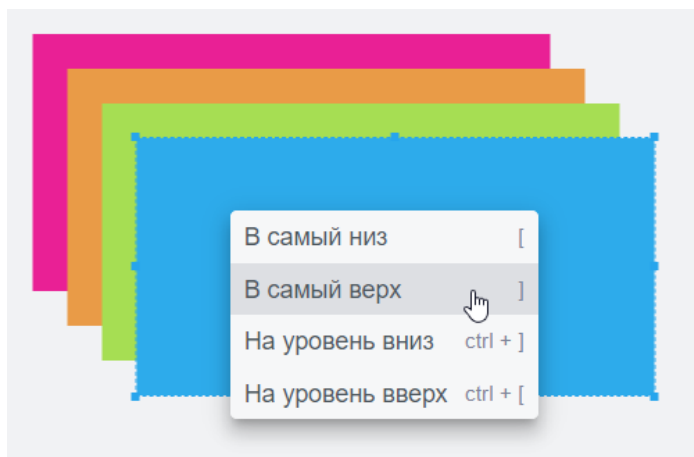 В самый низ [
В самый верх ]
На уровень вниз ctrl + ]
На уровень вверх ctrl + [